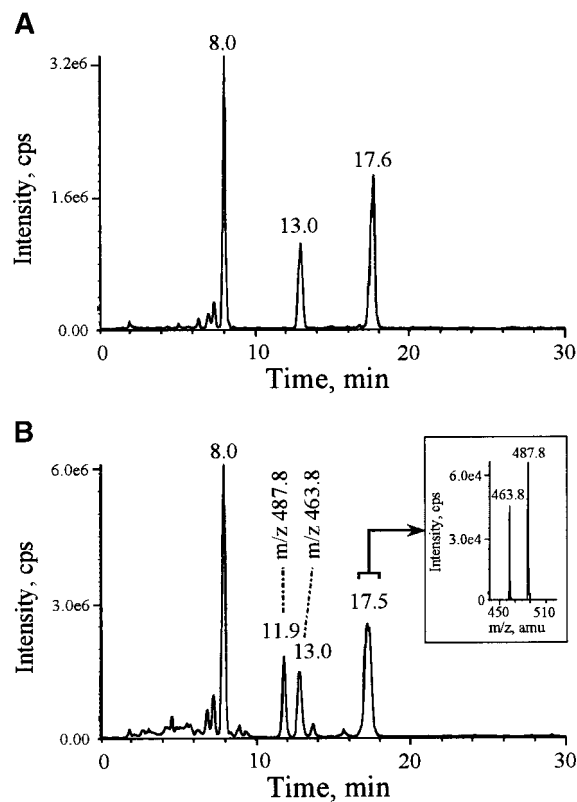 A
8.0
3.2e6
17.6
13.0
1.6e6
Intensity, cps
0.00
0 10 20 30
Time, min
B
8.0
6.0e6
m/z 487.8
m/z 463.8
487.8
6.0e4
463.8
3.0e4
0
450 510
m/z, amu
Intensity, cps
17.5
3.0e6
11.9
13.0
Intensity, cps
0.00
0 10 20 30
Time, min